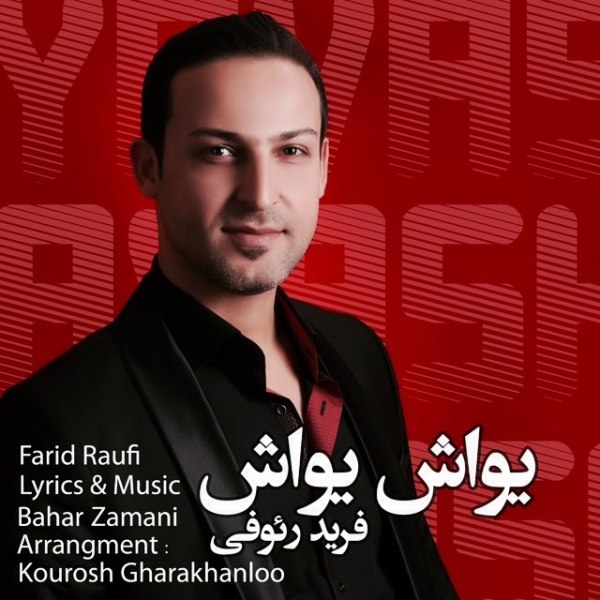 یواش یواش
فرید رئوفی
Farid Raufi
Lyrics & Music
Bahar Zamani
Arrangment :
Kourosh Gharakhanloo